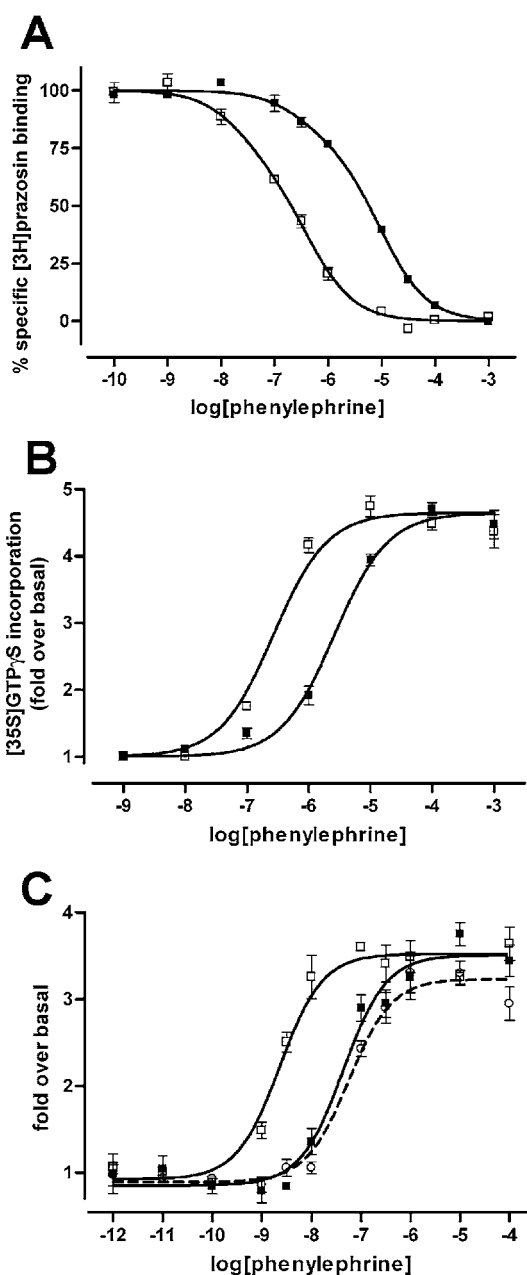 A
% specific [3H]prazosin binding
100
75
50
25
0
-10 -9 -8 -7 -6 -5 -4 -3
log[phenylephrine]
B
[35S]GTPγS incorporation
(fold over basal)
5
4
3
2
1
-9 -8 -7 -6 -5 -4 -3
log[phenylephrine]
C
fold over basal
4
3
2
1
-12 -11 -10 -9 -8 -7 -6 -5 -4
log[phenylephrine]